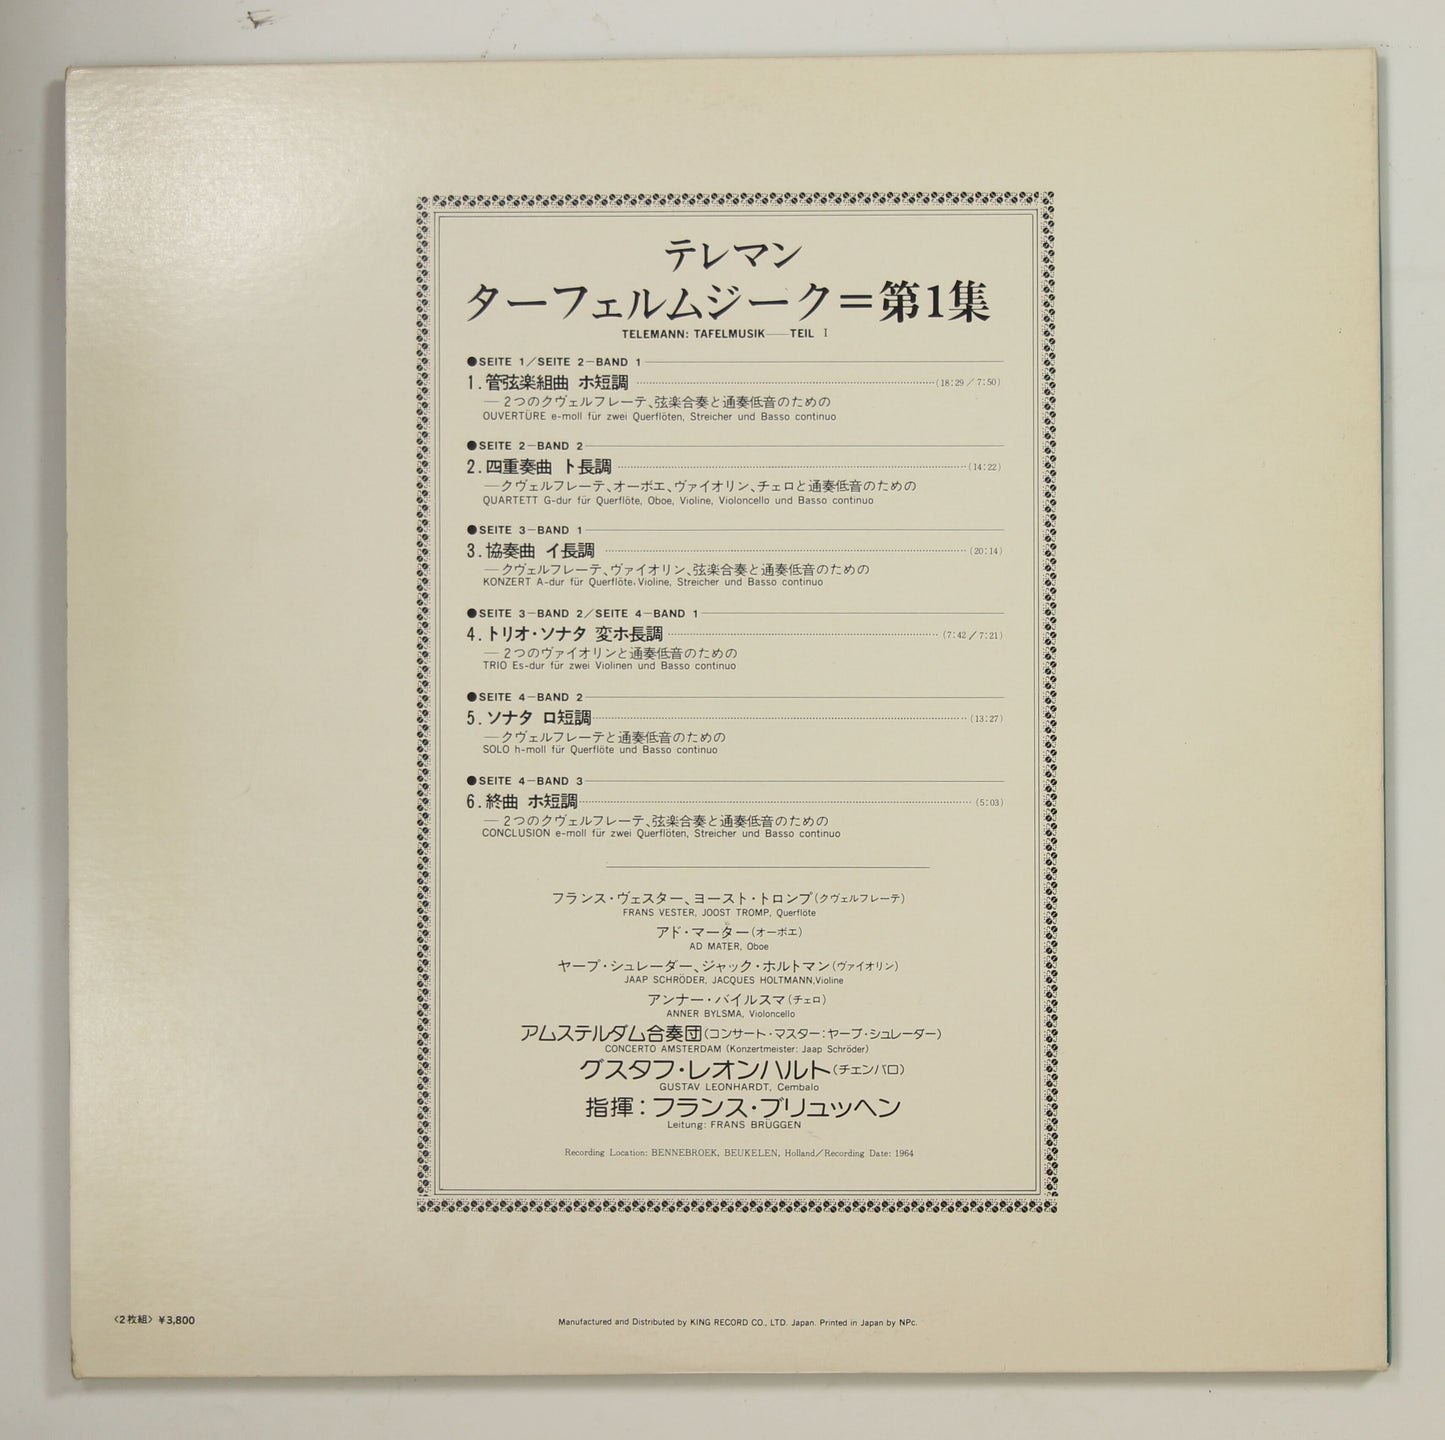 テレマン
ターフェルムジーク＝第1集
TELEMANN: TAFELMUSIK——TEIL I
●SEITE 1／SEITE 2－BAND 1
1. 管弦楽組曲 ホ短調 (18:29／7:50)
—2つのクヴェルフレーテ、弦楽合奏と通奏低音のための
OUVERTÜRE e-moll für zwei Querflöten, Streicher und Basso continuo
●SEITE 2－BAND 2
2. 四重奏曲 ト長調 (14:22)
—クヴェルフレーテ、オーボエ、ヴァイオリン、チェロと通奏低音のための
QUARTETT G-dur für Querflöte, Oboe, Violine, Violoncello und Basso continuo
●SEITE 3－BAND 1
3. 協奏曲 イ長調 (20:14)
—クヴェルフレーテ、ヴァイオリン、弦楽合奏と通奏低音のための
KONZERT A-dur für Querflöte, Violine, Streicher und Basso continuo
●SEITE 3－BAND 2／SEITE 4－BAND 1
4. トリオ・ソナタ 変ホ長調 (7:42／7:21)
—2つのヴァイオリンと通奏低音のための
TRIO Es-dur für zwei Violinen und Basso continuo
●SEITE 4－BAND 2
5. ソナタ ロ短調 (13:27)
—クヴェルフレーテと通奏低音のための
SOLO h-moll für Querflöte und Basso continuo
●SEITE 4－BAND 3
6. 終曲 ホ短調 (5:03)
—2つのクヴェルフレーテ、弦楽合奏と通奏低音のための
CONCLUSION e-moll für zwei Querflöten, Streicher und Basso continuo
フランス・ヴェスター、ヨースト・トロンプ(クヴェルフレーテ)
FRANS VESTER, JOOST TROMP, Querflöte
アド・マーター(オーボエ)
AD MATER, Oboe
ヤープ・シュレーダー、ジャック・ホルトマン(ヴァイオリン)
JAAP SCHRÖDER, JACQUES HOLTMANN, Violine
アンナー・バイルスマ(チェロ)
ANNER BYLSMA, Violoncello
アムステルダム合奏団(コンサート・マスター：ヤープ・シュレーダー)
CONCERTO AMSTERDAM (Konzertmeister: Jaap Schröder)
グスタフ・レオンハルト(チェンバロ)
GUSTAV LEONHARDT, Cembalo
指揮：フランス・ブリュッヘン
Leitung: FRANS BRÜGGEN
Recording Location: BENNEBROEK, BEUKELEN, Holland／Recording Date: 1964
〈2枚組〉 ¥3,800
Manufactured and Distributed by KING RECORD CO., LTD. Japan. Printed in Japan by NPc.